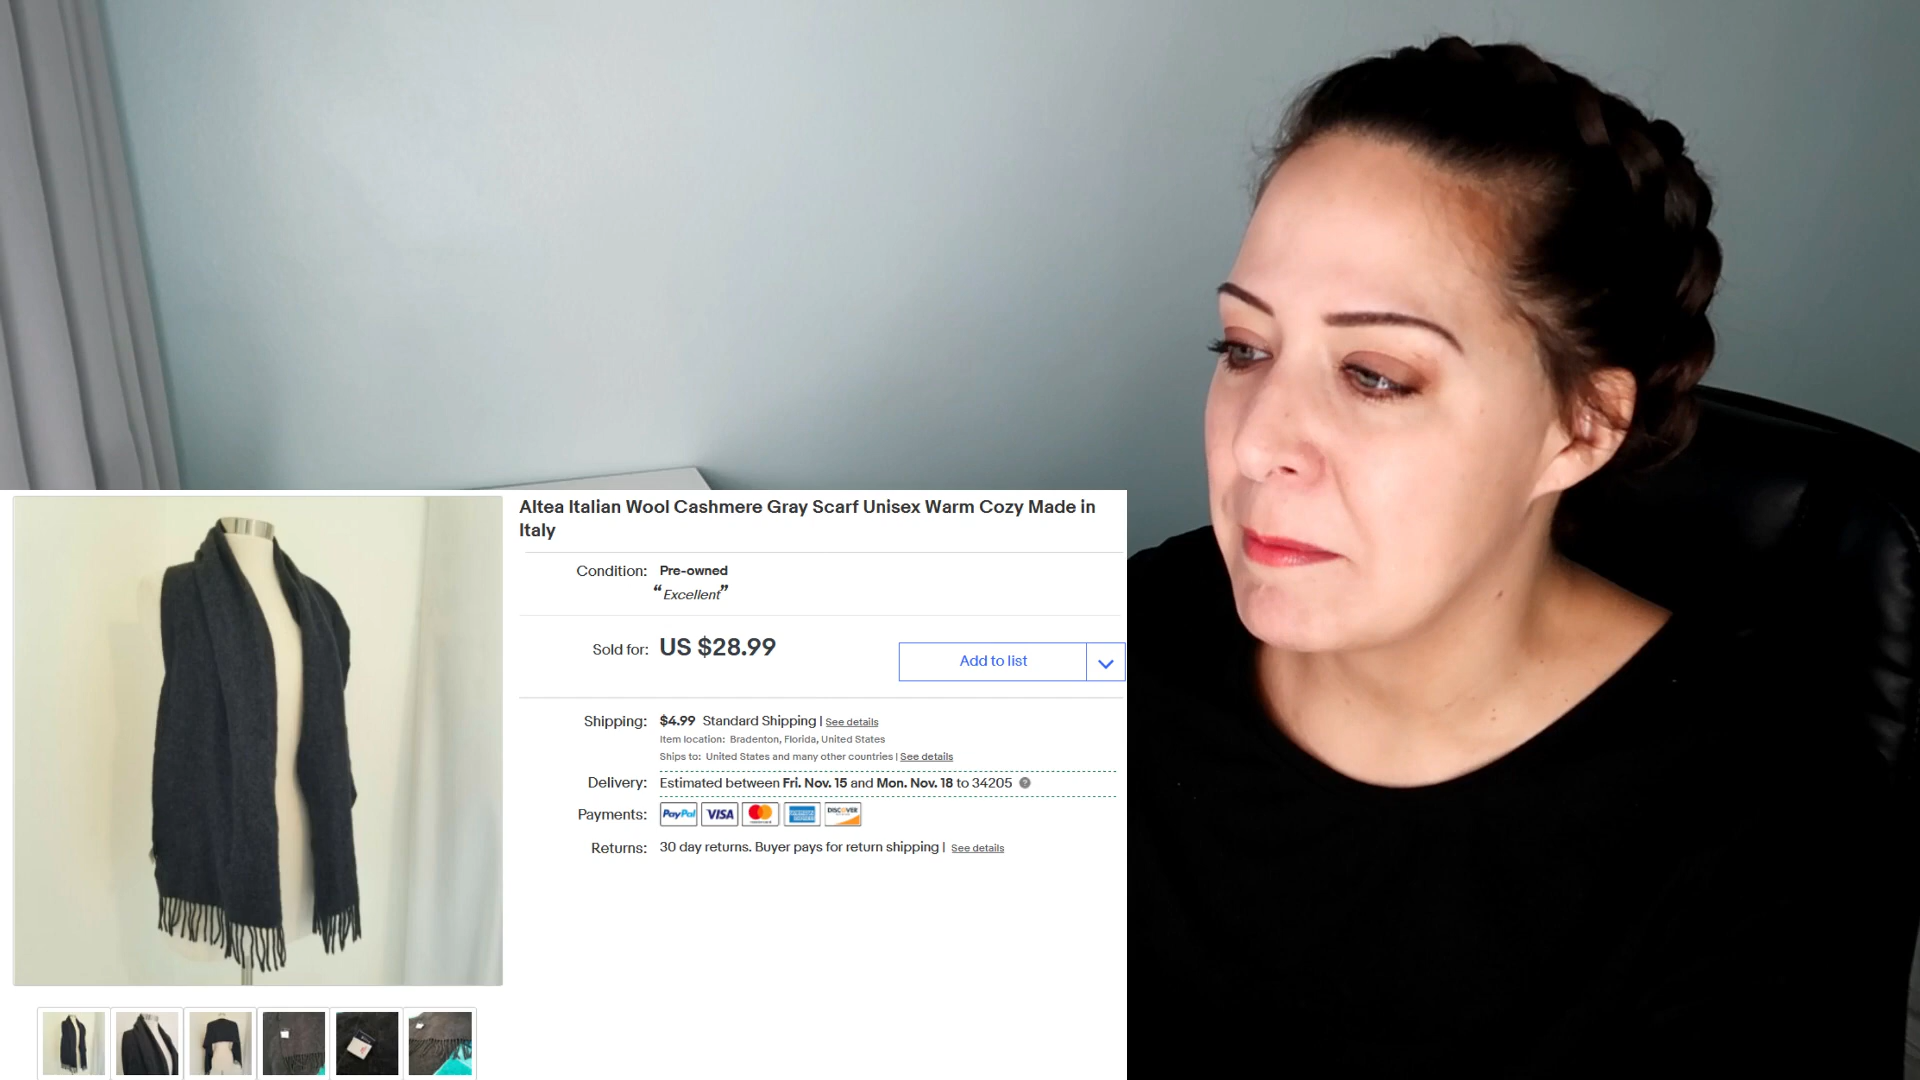 Altea Italian Wool Cashmere Gray Scarf Unisex Warm Cozy Made in
Italy
Condition: Pre-owned
“Excellent”
Sold for: US $28.99
Add to list
Shipping: $4.99 Standard Shipping | See details
Item location: Bradenton, Florida, United States
Ships to: United States and many other countries | See details
Delivery: Estimated between Fri. Nov. 15 and Mon. Nov. 18 to 34205 ?
Payments: PayPal VISA DISCOVER
Returns: 30 day returns. Buyer pays for return shipping | See details